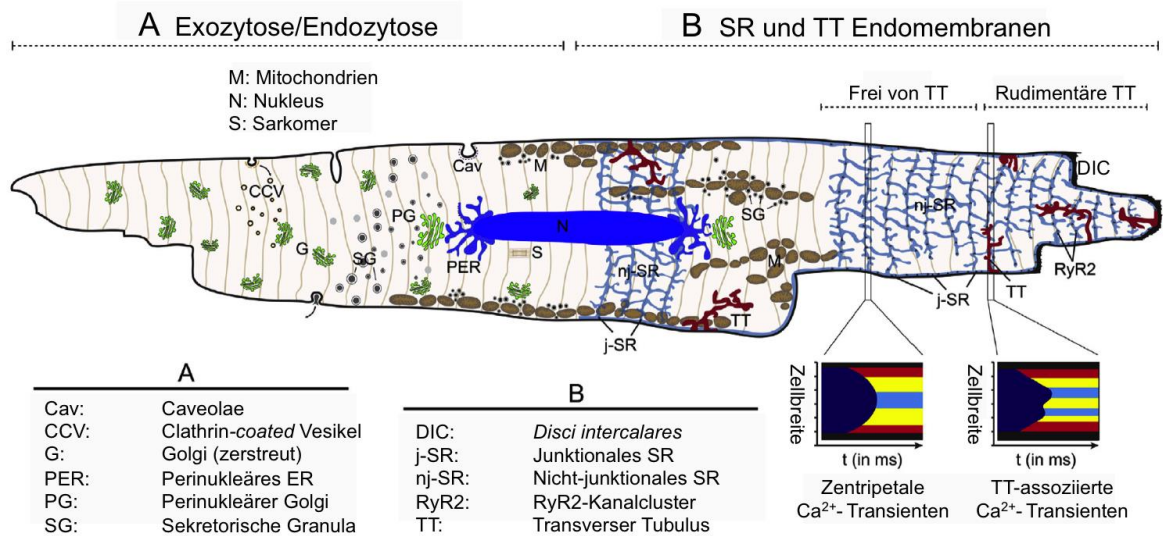 A Exozytose/Endozytose
B SR und TT Endomembranen
M: Mitochondrien
N: Nukleus
S: Sarkomer
Frei von TT
Rudimentäre TT
Cav
M
DIC
CCV
PG
SG
nj-SR
N
G
SG
PER
S
nj-SR
M
RyR2
TT
j-SR
TT
j-SR
A
Cav: Caveolae
CCV: Clathrin-coated Vesikel
G: Golgi (zerstreut)
PER: Perinukleäres ER
PG: Perinukleärer Golgi
SG: Sekretorische Granula
B
DIC: Disci intercalares
j-SR: Junktionales SR
nj-SR: Nicht-junktionales SR
RyR2: RyR2-Kanalcluster
TT: Transverser Tubulus
Zellbreite
t (in ms)
Zentripetale
Ca²⁺- Transienten
Zellbreite
t (in ms)
TT-assoziierte
Ca²⁺- Transienten